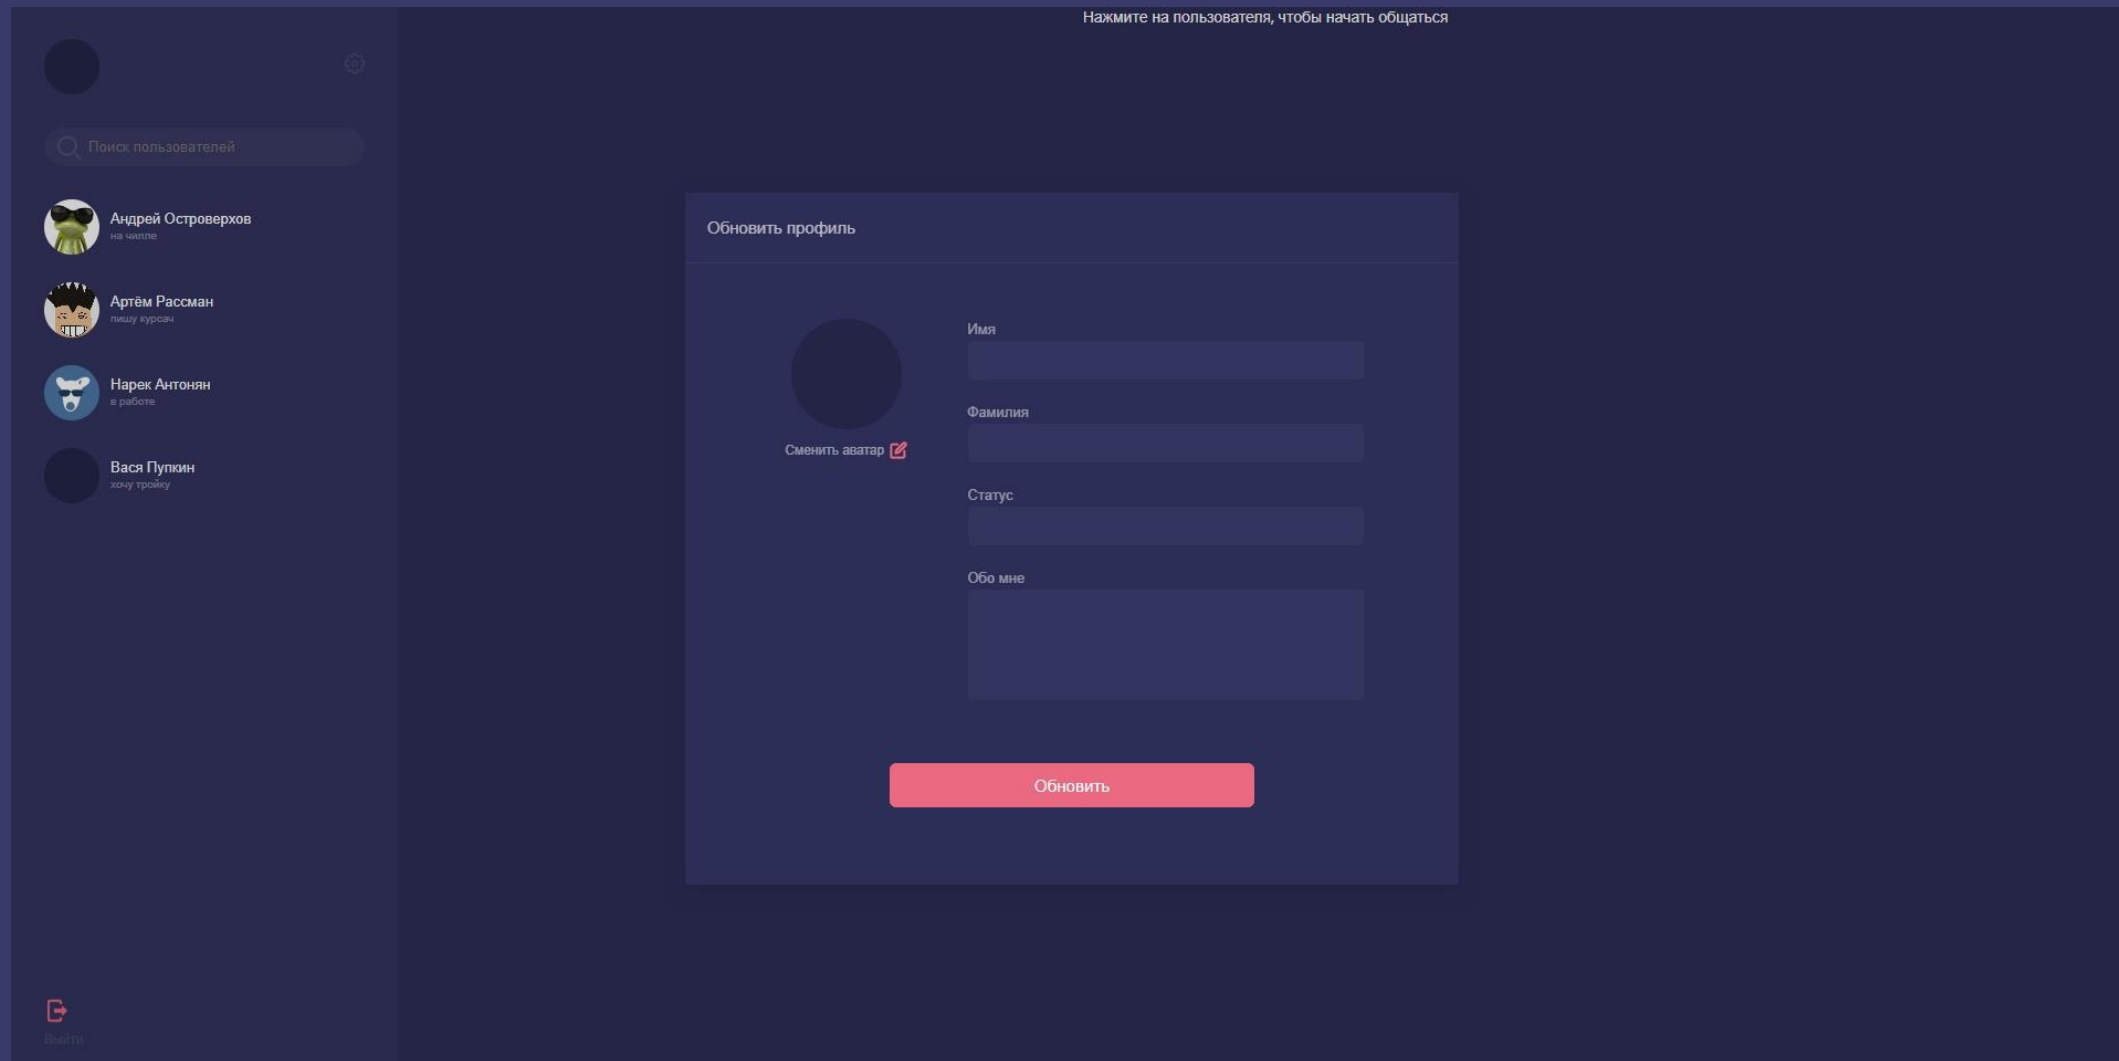 Нажмите на пользователя, чтобы начать общаться
Поиск пользователей
Андрей Островерхов
на чилле
Артём Рассман
пишу курсач
Нарек Антонян
в работе
Вася Пупкин
хочу тройку
Выйти
Обновить профиль
Сменить аватар
Имя
Фамилия
Статус
Обо мне
Обновить